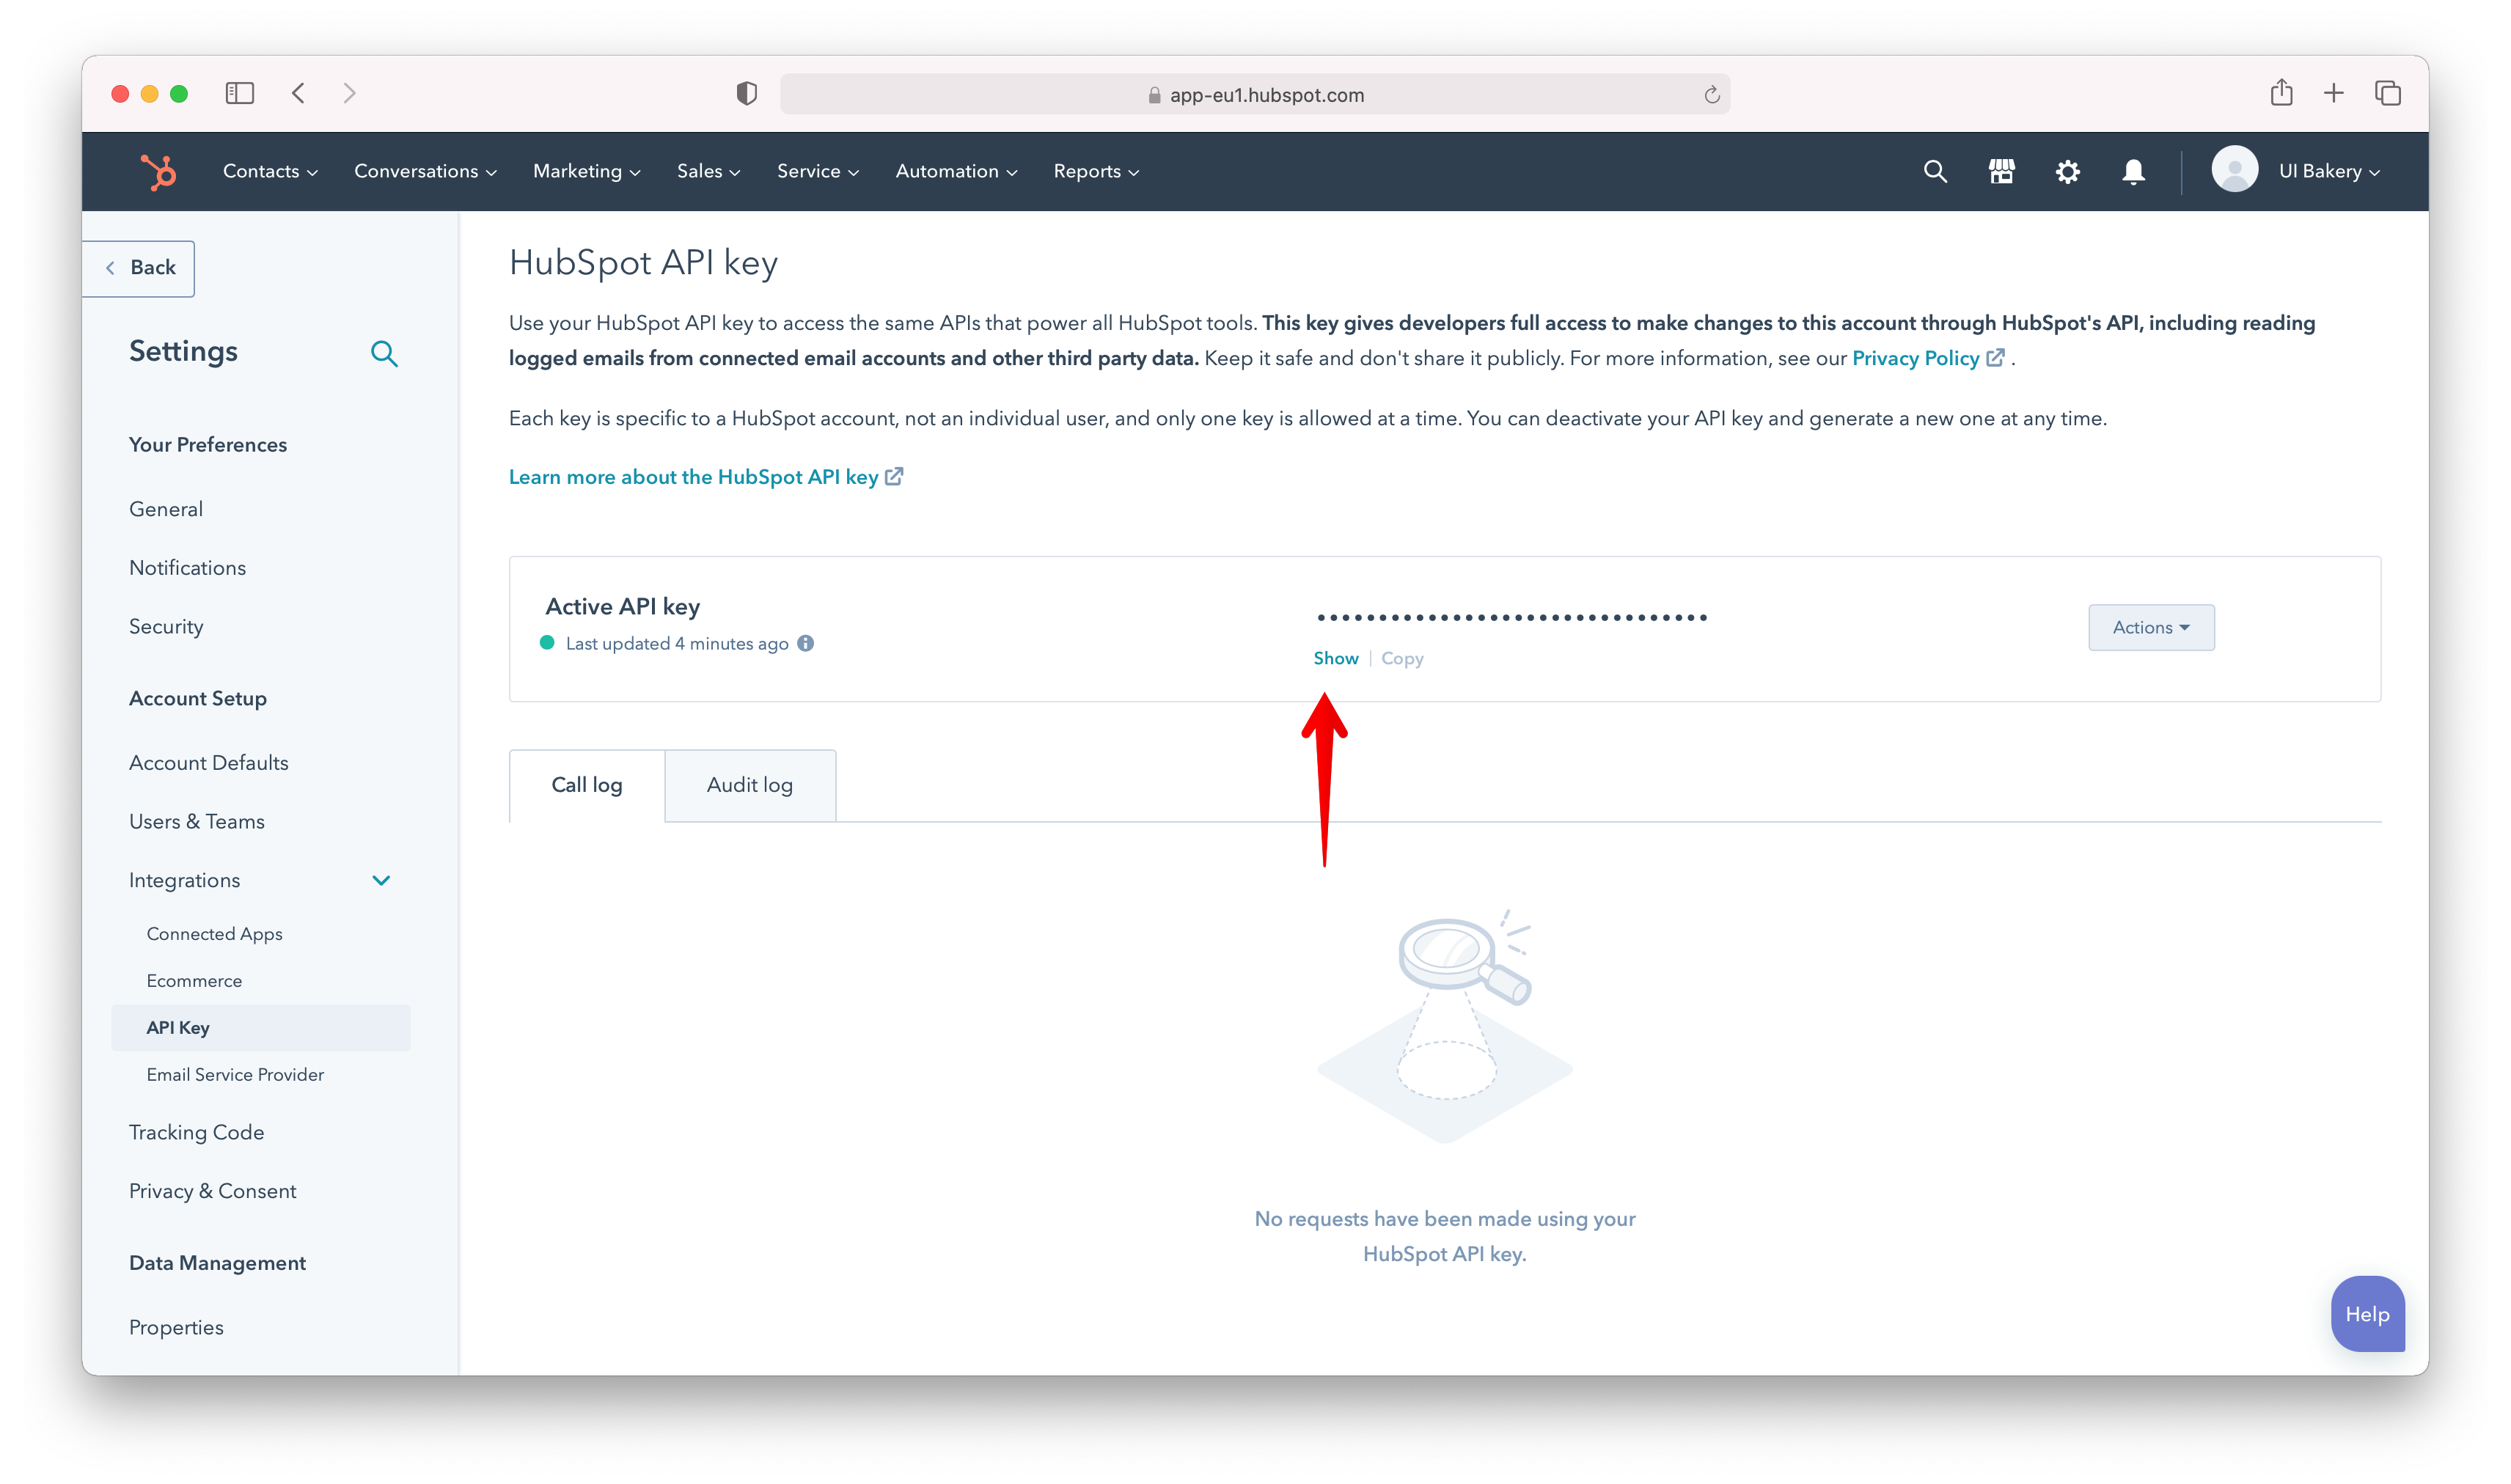 app-eu1.hubspot.com
Contacts Conversations Marketing Sales Service Automation Reports UI Bakery
Back
Settings
Your Preferences
General
Notifications
Security
Account Setup
Account Defaults
Users & Teams
Integrations
Connected Apps
Ecommerce
API Key
Email Service Provider
Tracking Code
Privacy & Consent
Data Management
Properties
HubSpot API key
Use your HubSpot API key to access the same APIs that power all HubSpot tools. This key gives developers full access to make changes to this account through HubSpot's API, including reading
logged emails from connected email accounts and other third party data. Keep it safe and don't share it publicly. For more information, see our Privacy Policy .
Each key is specific to a HubSpot account, not an individual user, and only one key is allowed at a time. You can deactivate your API key and generate a new one at any time.
Learn more about the HubSpot API key
Active API key
Last updated 4 minutes ago
••••••••••••••••••••••••••••••••
Show | Copy
Actions
Call log Audit log
No requests have been made using your
HubSpot API key.
Help